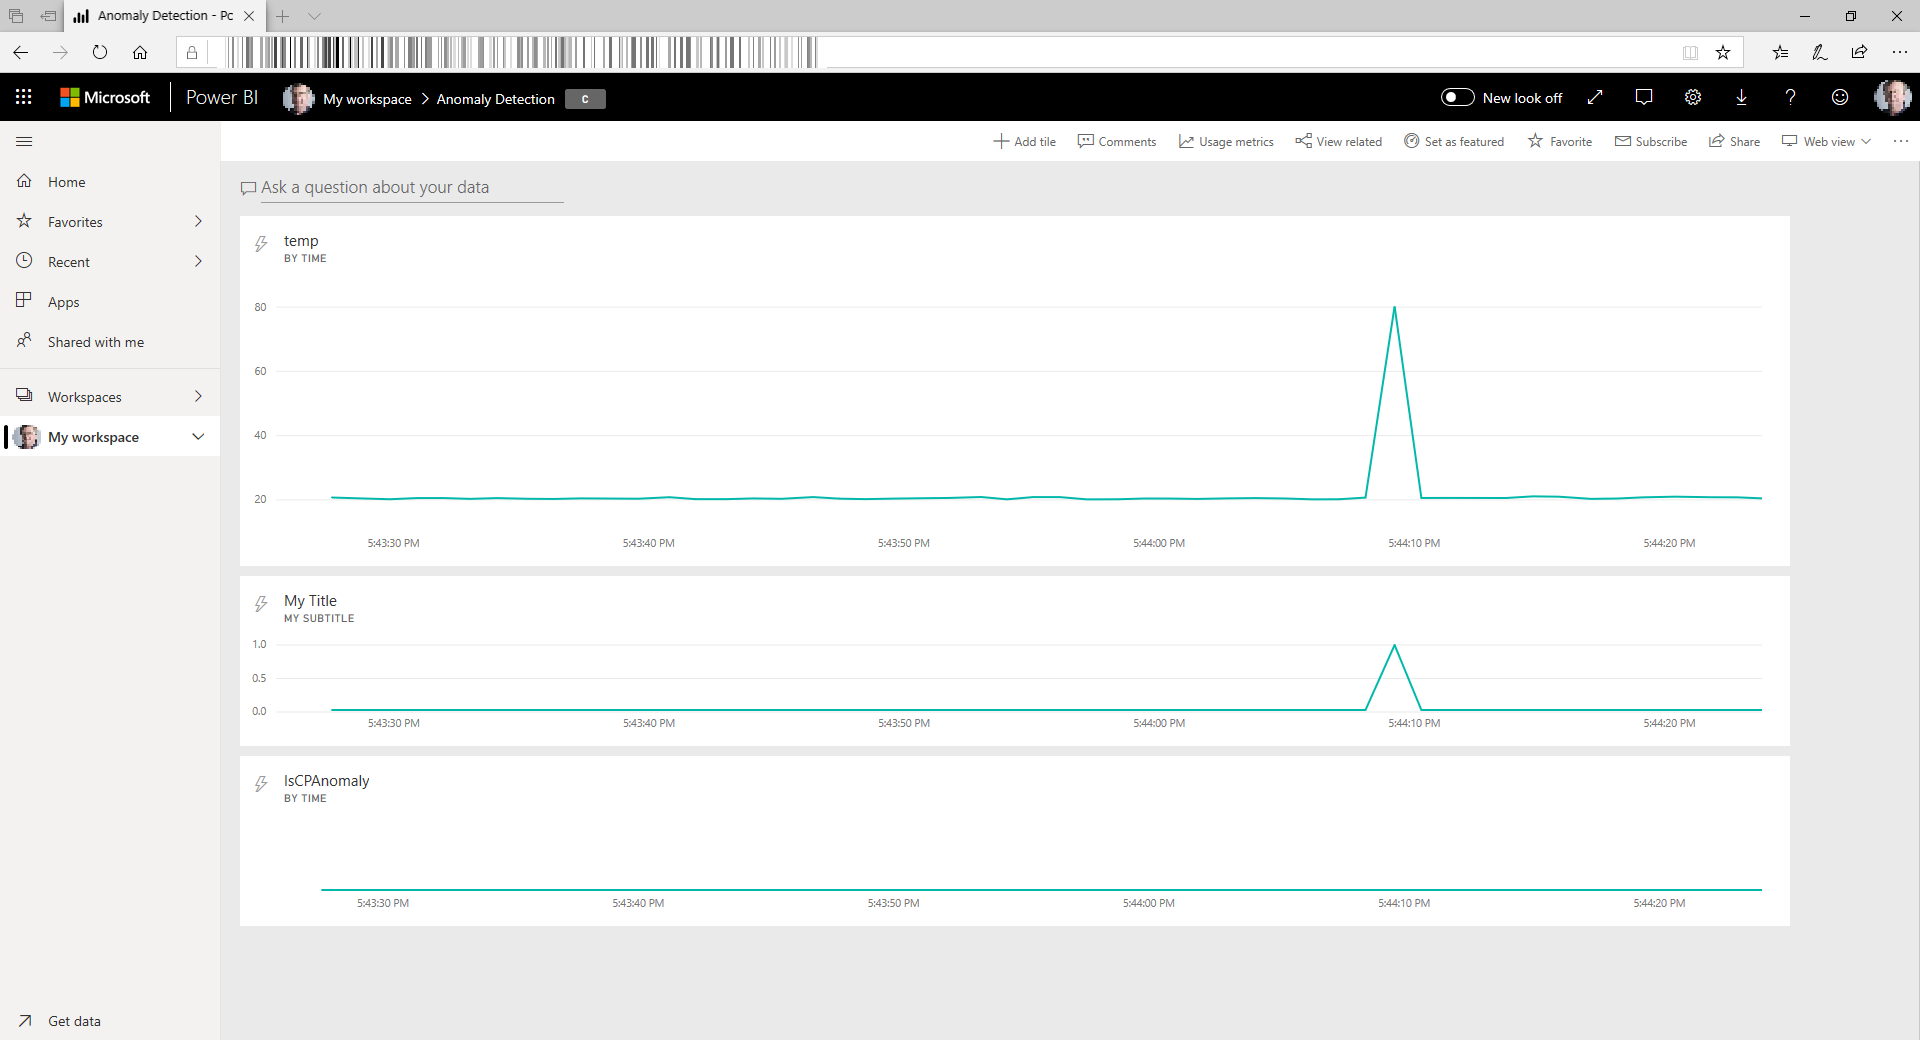 Anomaly Detection - Pc
Microsoft Power BI My workspace > Anomaly Detection C New look off ?
Add tile Comments Usage metrics View related Set as featured Favorite Subscribe Share Web view ...
Home
Favorites
Recent
Apps
Shared with me
Workspaces
My workspace
Get data
Ask a question about your data
temp
BY TIME
80
60
40
20
5:43:30 PM 5:43:40 PM 5:43:50 PM 5:44:00 PM 5:44:10 PM 5:44:20 PM
My Title
MY SUBTITLE
1.0
0.5
0.0
5:43:30 PM 5:43:40 PM 5:43:50 PM 5:44:00 PM 5:44:10 PM 5:44:20 PM
IsCPAnomaly
BY TIME
5:43:30 PM 5:43:40 PM 5:43:50 PM 5:44:00 PM 5:44:10 PM 5:44:20 PM